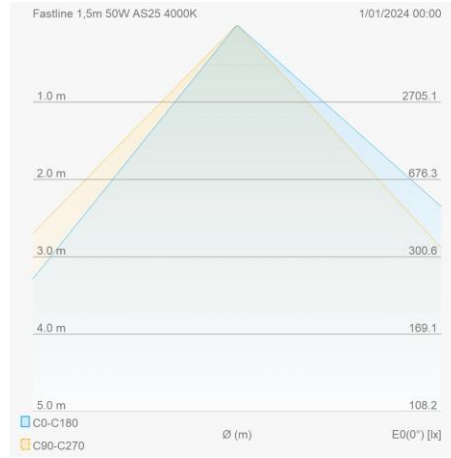 Fastline 1,5m 50W AS25 4000K 1/01/2024 00:00
1.0 m 2705.1
2.0 m 676.3
3.0 m 300.6
4.0 m 169.1
5.0 m 108.2
C0-C180
Ø (m) E0(0°) [lx]
C90-C270